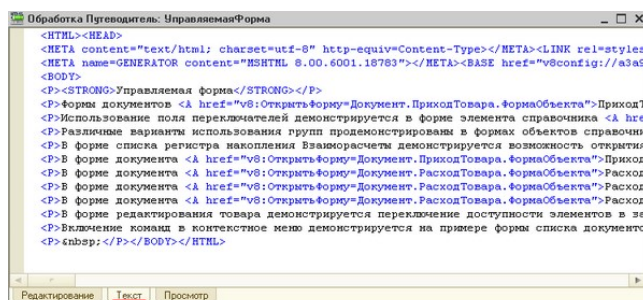 Обработка Путеводитель: УправляемаяФорма
<HTML><HEAD>
<META content="text/html; charset=utf-8" http-equiv=Content-Type></META><LINK rel=styles
<META name=GENERATOR content="MSHTML 8.00.6001.18783"></META><BASE href="v8config://a3a9
<BODY>
<P><STRONG>Управляемая форма</STRONG></P>
<P>Формы документов <A href="v8:ОткрытьФорму=Документ.ПриходТовара.ФормаОбъекта">ПриходТ
<P>Использование поля переключателей демонстрируется в форме элемента справочника <A hre
<P>Различные варианты использования групп продемонстрированы в формах объектов справочни
<P>В форме списка регистра накопления Взаиморасчеты демонстрируется возможность открытия
<P>В форме документа <A href="v8:ОткрытьФорму=Документ.ПриходТовара.ФормаОбъекта">Приход
<P>В форме документа <A href="v8:ОткрытьФорму=Документ.РасходТовара.ФормаОбъекта">Расход
<P>В форме документа <A href="v8:ОткрытьФорму=Документ.РасходТовара.ФормаОбъекта">Расход
<P>В форме документа <A href="v8:ОткрытьФорму=Документ.РасходТовара.ФормаОбъекта">Расход
<P>В форме редактирования товара демонстрируется переключение доступности элементов в за
<P>Включение команд в контекстное меню демонстрируется на примере формы списка документо
<P>&nbsp;</P></BODY></HTML>
Редактирование Текст Просмотр